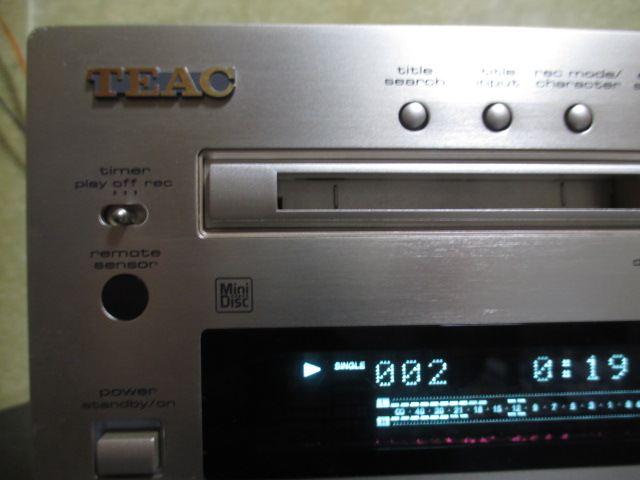 TEAC
title
search
title
input
rec mode/
character
timer
play off rec
remote
sensor
Mini
Disc
SINGLE
002
0:19
power
standby/on